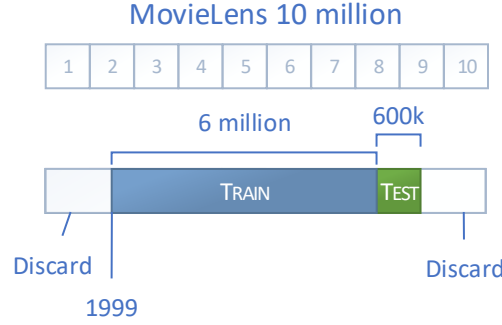 MovieLens 10 million
1 2 3 4 5 6 7 8 9 10
6 million 600k
TRAIN TEST
Discard Discard
1999